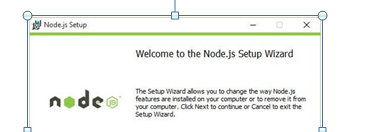 Node.js Setup
Welcome to the Node.js Setup Wizard
The Setup Wizard allows you to change the way Node.js
features are installed on your computer or to remove it from
your computer. Click Next to continue or Cancel to exit the
Setup Wizard.
node
JS